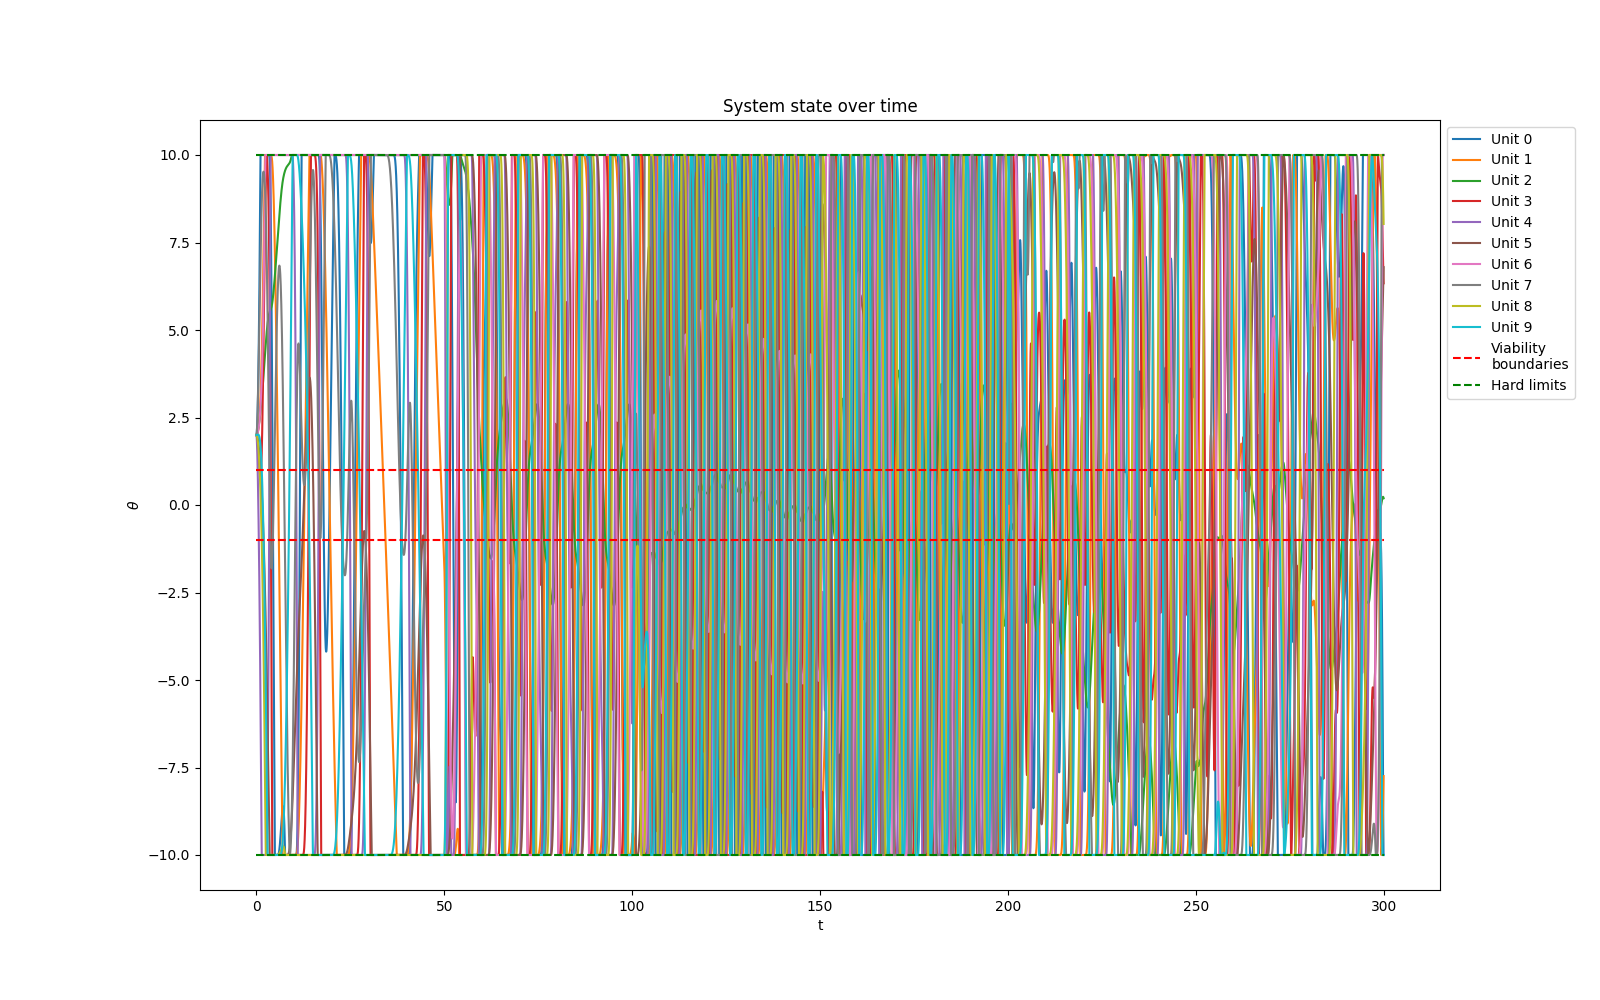 System state over time
10.0
7.5
5.0
2.5
0.0
−2.5
−5.0
−7.5
−10.0
θ
0
50
100
150
200
250
300
t
Unit 0
Unit 1
Unit 2
Unit 3
Unit 4
Unit 5
Unit 6
Unit 7
Unit 8
Unit 9
Viability
boundaries
Hard limits